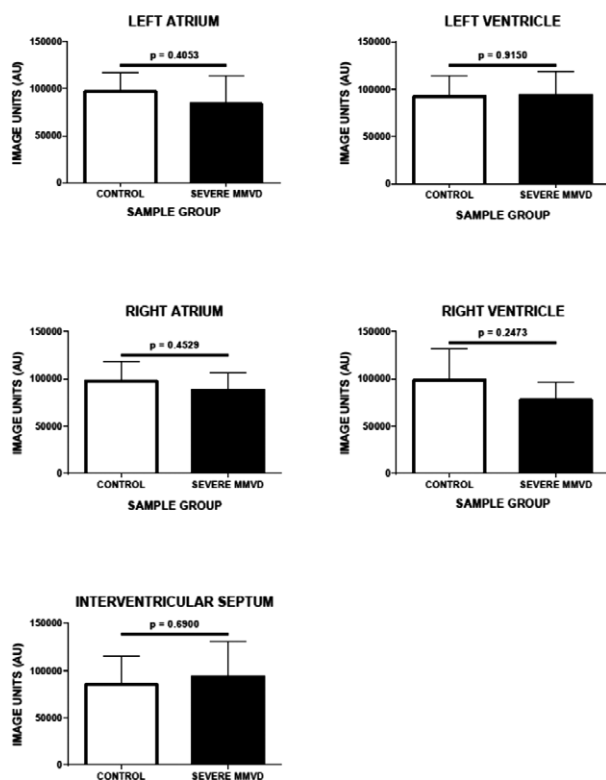 LEFT ATRIUM
150000
100000
50000
0
IMAGE UNITS (AU)
p = 0.4053
CONTROL SEVERE MMVD
SAMPLE GROUP
LEFT VENTRICLE
150000
100000
50000
0
IMAGE UNITS (AU)
p = 0.9150
CONTROL SEVERE MMVD
SAMPLE GROUP
RIGHT ATRIUM
150000
100000
50000
0
IMAGE UNITS (AU)
p = 0.4529
CONTROL SEVERE MMVD
SAMPLE GROUP
RIGHT VENTRICLE
150000
100000
50000
0
IMAGE UNITS (AU)
p = 0.2473
CONTROL SEVERE MMVD
SAMPLE GROUP
INTERVENTRICULAR SEPTUM
150000
100000
50000
0
IMAGE UNITS (AU)
p = 0.6900
CONTROL SEVERE MMVD